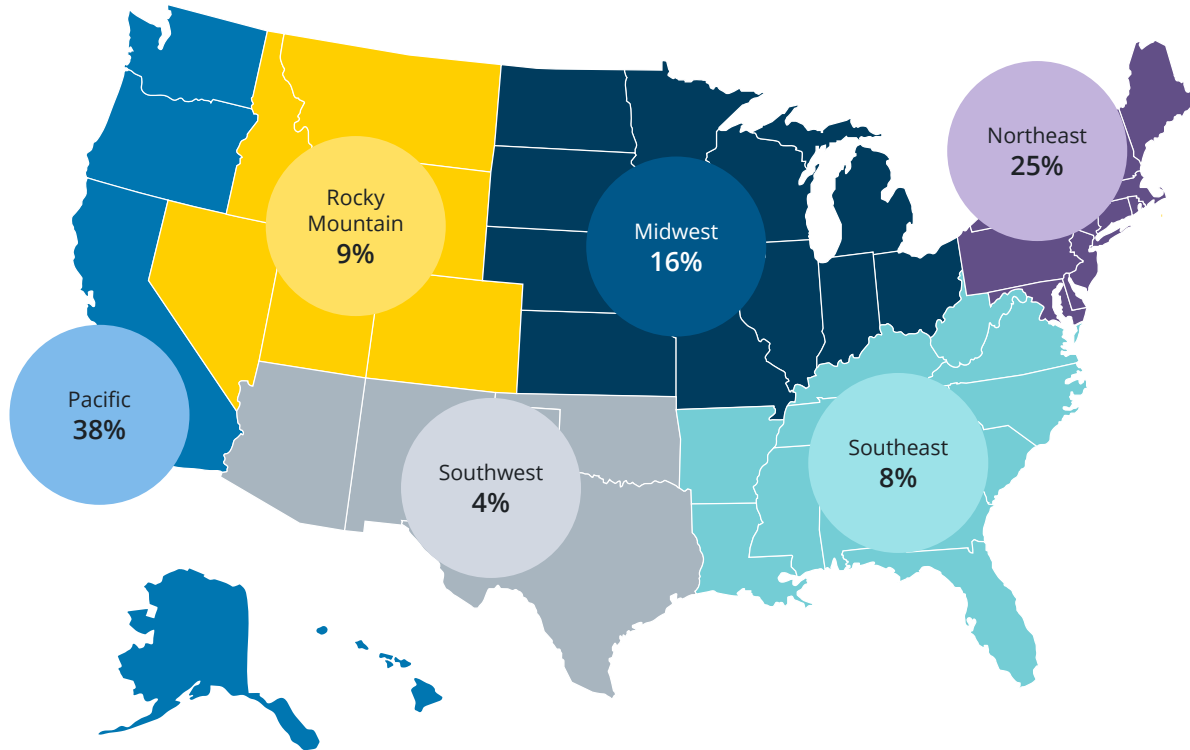 Northeast
25%
Rocky
Mountain
9%
Midwest
16%
Pacific
38%
Southwest
4%
Southeast
8%